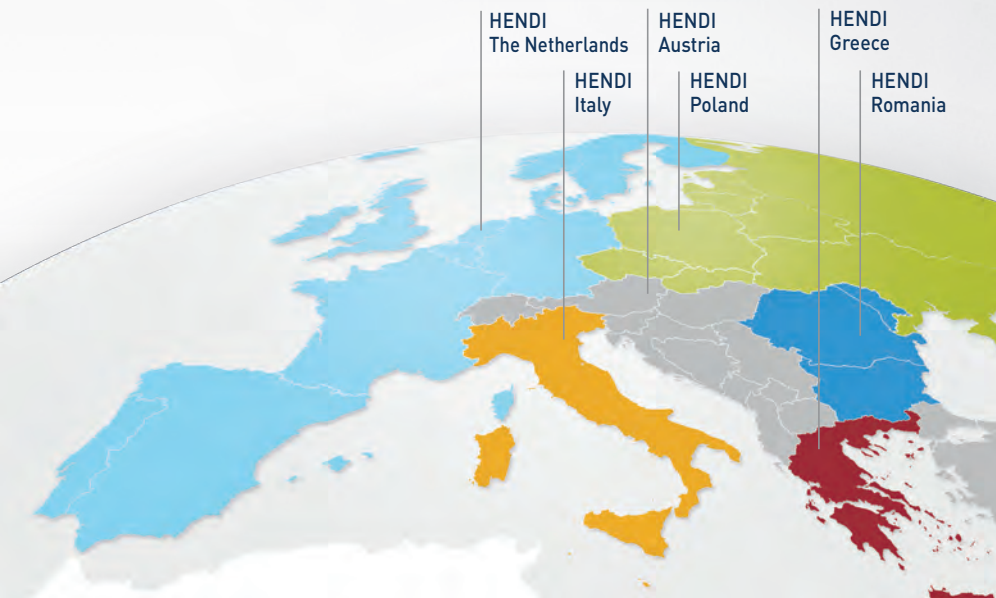 HENDI
The Netherlands
HENDI
Italy
HENDI
Austria
HENDI
Poland
HENDI
Greece
HENDI
Romania